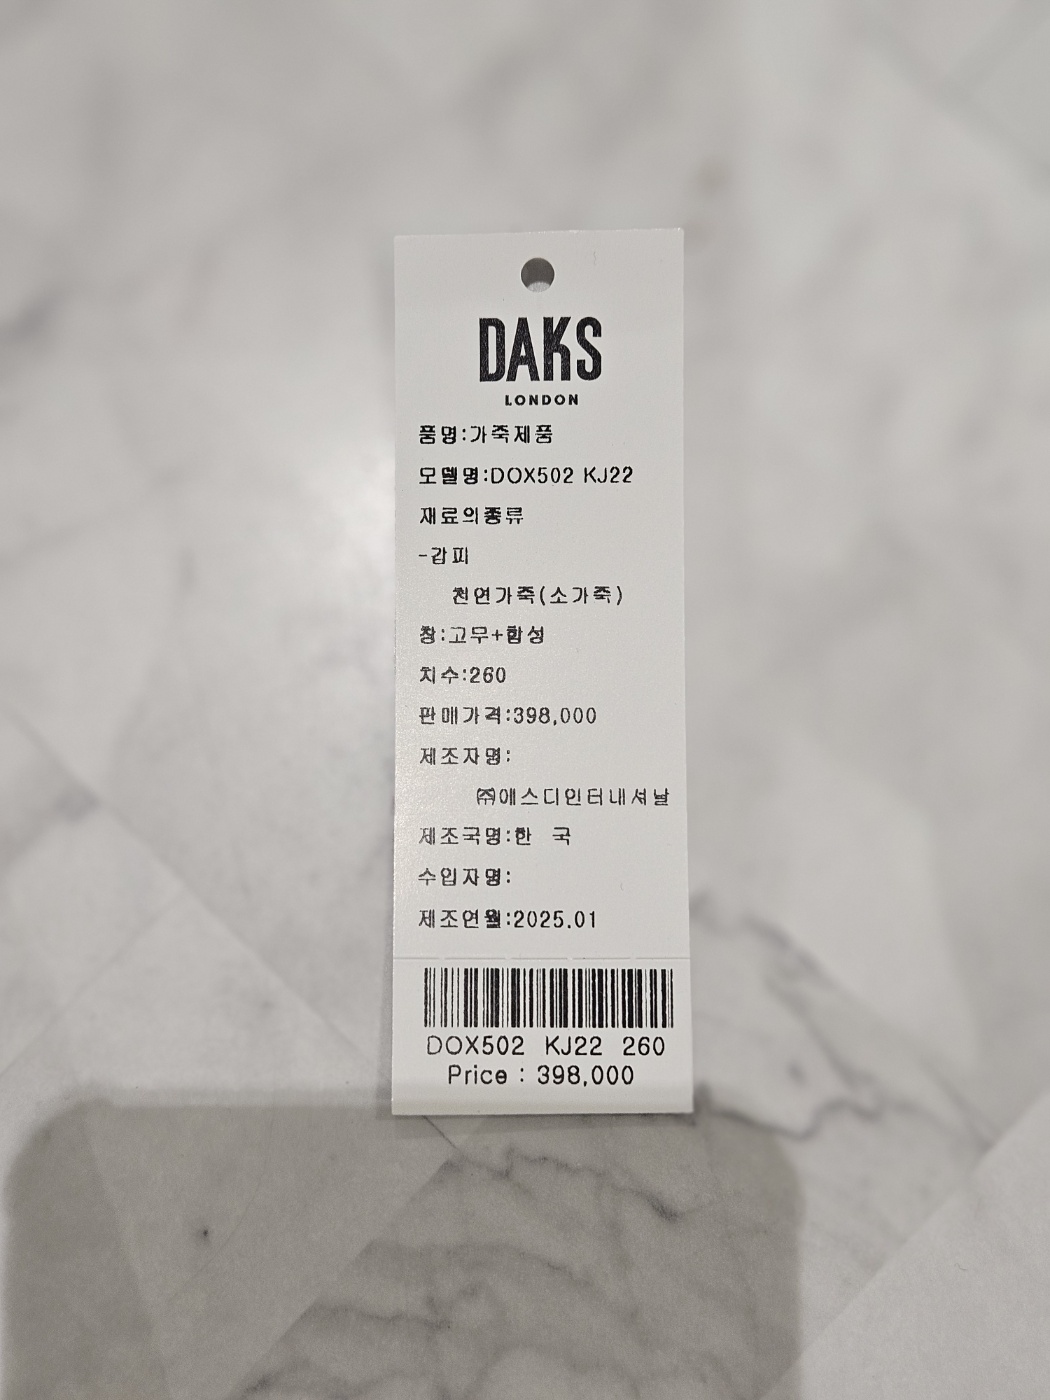 DAKS
LONDON
품명:가죽제품
모델명:DOX502 KJ22
재료의종류
-갑피
천연가죽(소가죽)
창:고무+합성
치수:260
판매가격:398,000
제조자명:
㈜에스디인터내셔날
제조국명:한 국
수입자명:
제조연월:2025.01
DOX502 KJ22 260
Price : 398,000